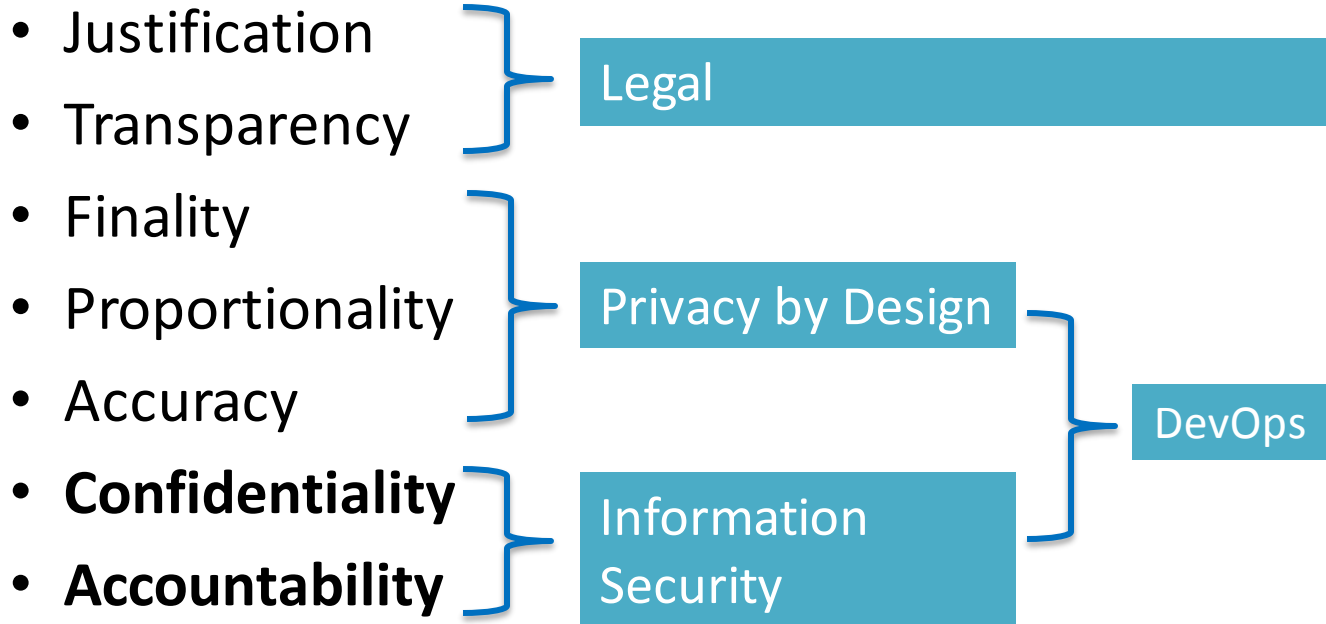 • Justification
• Transparency
• Finality
• Proportionality
• Accuracy
• Confidentiality
• Accountability
Legal
Privacy by Design
Information
Security
DevOps